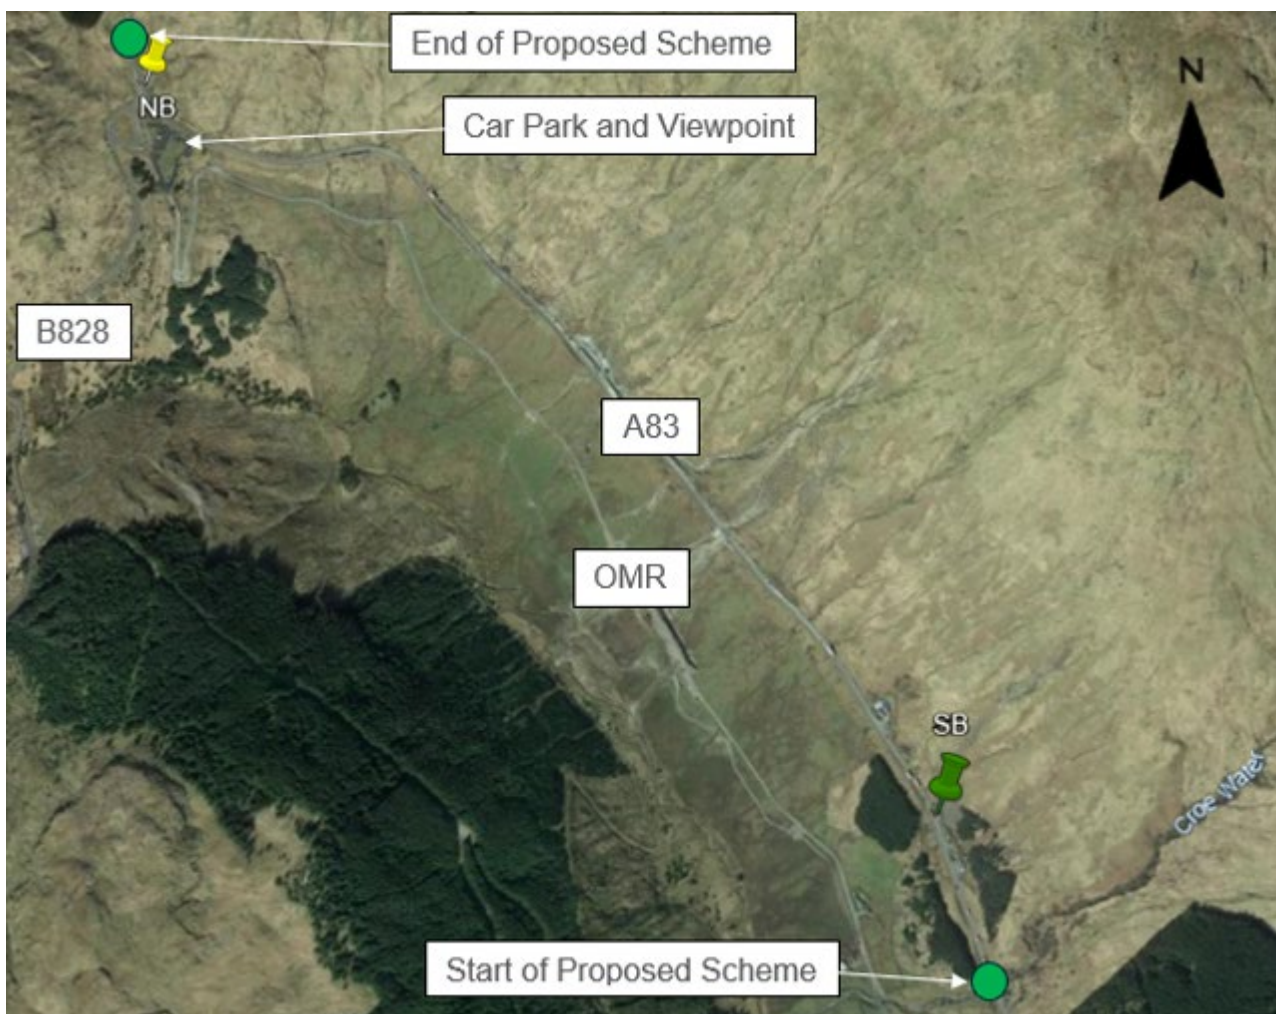 End of Proposed Scheme
N
NB
Car Park and Viewpoint
B828
A83
OMR
SB
Croe Water
Start of Proposed Scheme